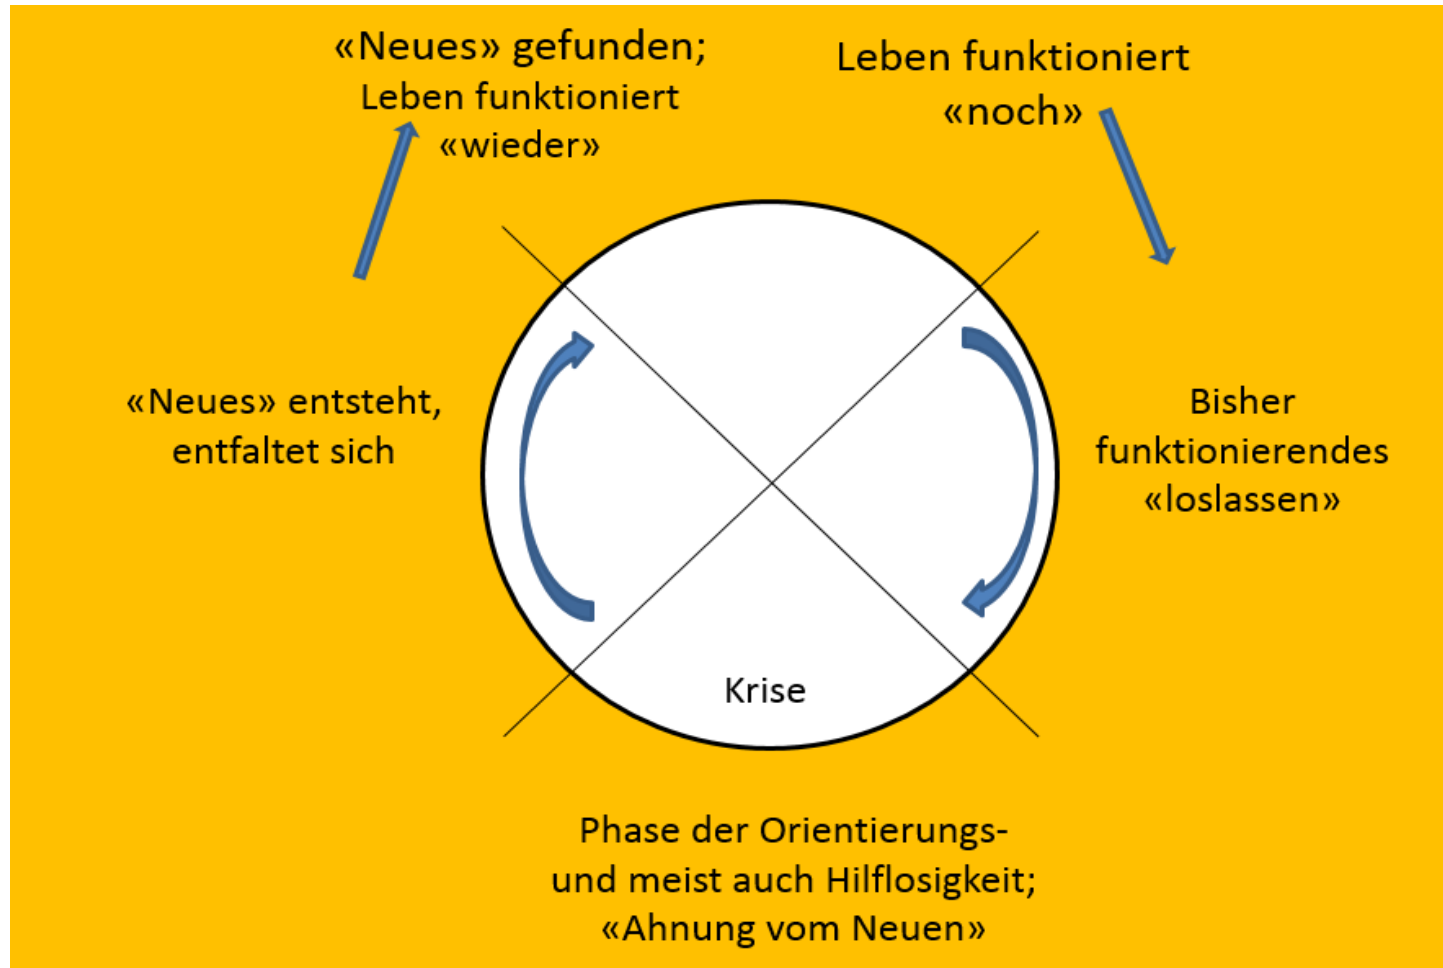 «Neues» gefunden;
Leben funktioniert
«wieder»
Leben funktioniert
«noch»
«Neues» entsteht,
entfaltet sich
Bisher
funktionierendes
«loslassen»
Krise
Phase der Orientierungs-
und meist auch Hilflosigkeit;
«Ahnung vom Neuen»